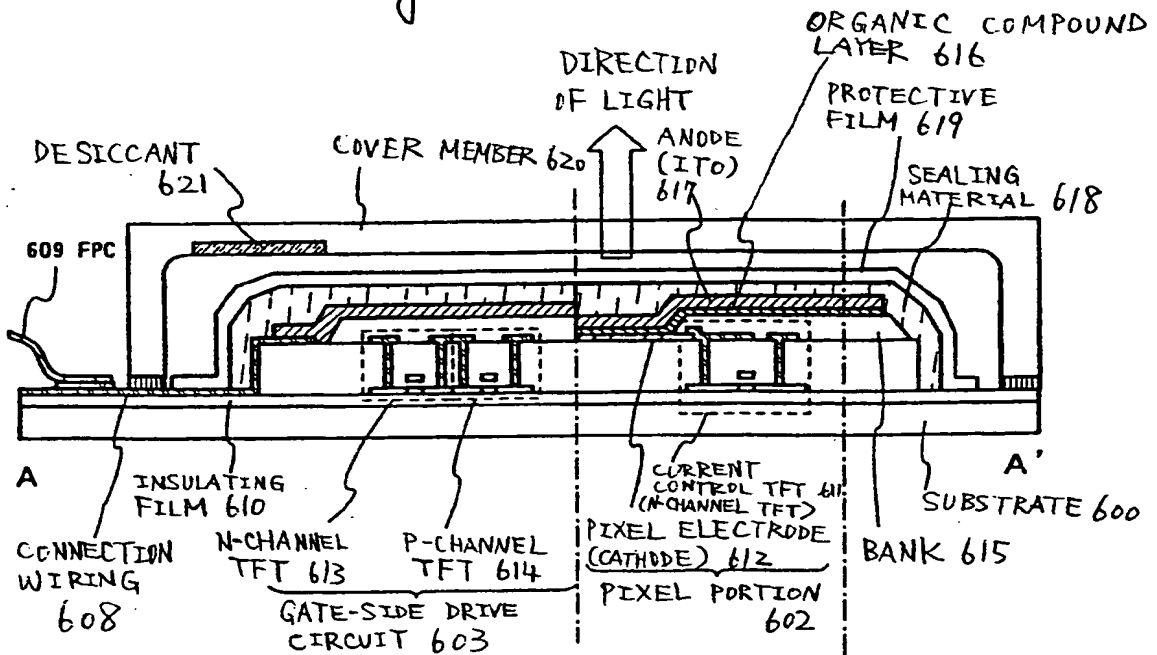 ORGANIC COMPOUND
LAYER 616
DIRECTION
OF LIGHT
PROTECTIVE
FILM 619
DESICCANT
621
COVER MEMBER 620
ANODE
(ITO)
617
SEALING
MATERIAL 618
609 FPC
A
A'
INSULATING
FILM 610
CURRENT
CONTROL TFT 611
(N-CHANNEL TFT)
SUBSTRATE 600
CONNECTION
WIRING
608
N-CHANNEL
TFT 613
P-CHANNEL
TFT 614
PIXEL ELECTRODE
(CATHODE) 612
BANK 615
GATE-SIDE DRIVE
CIRCUIT 603
PIXEL PORTION
602